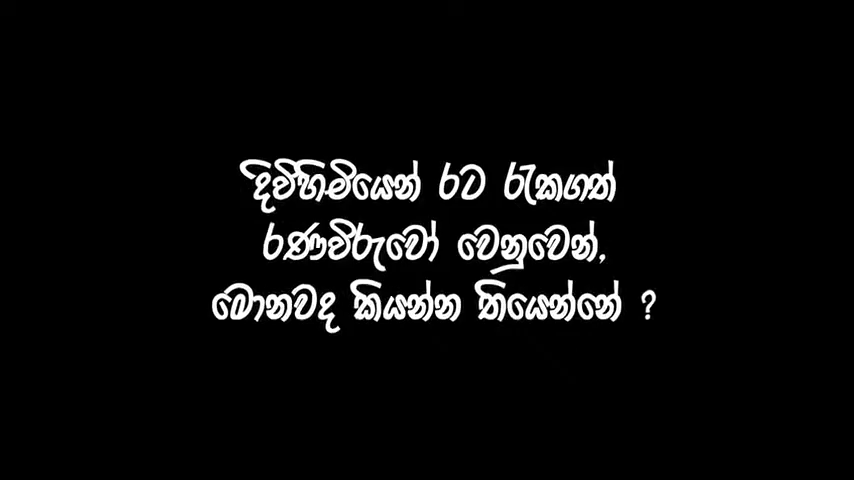 දිවිහිමියෙන් රට රැකගත්
රණවිරුවෝ වෙනුවෙන්,
මොනවද කියන්න තියෙන්නේ ?